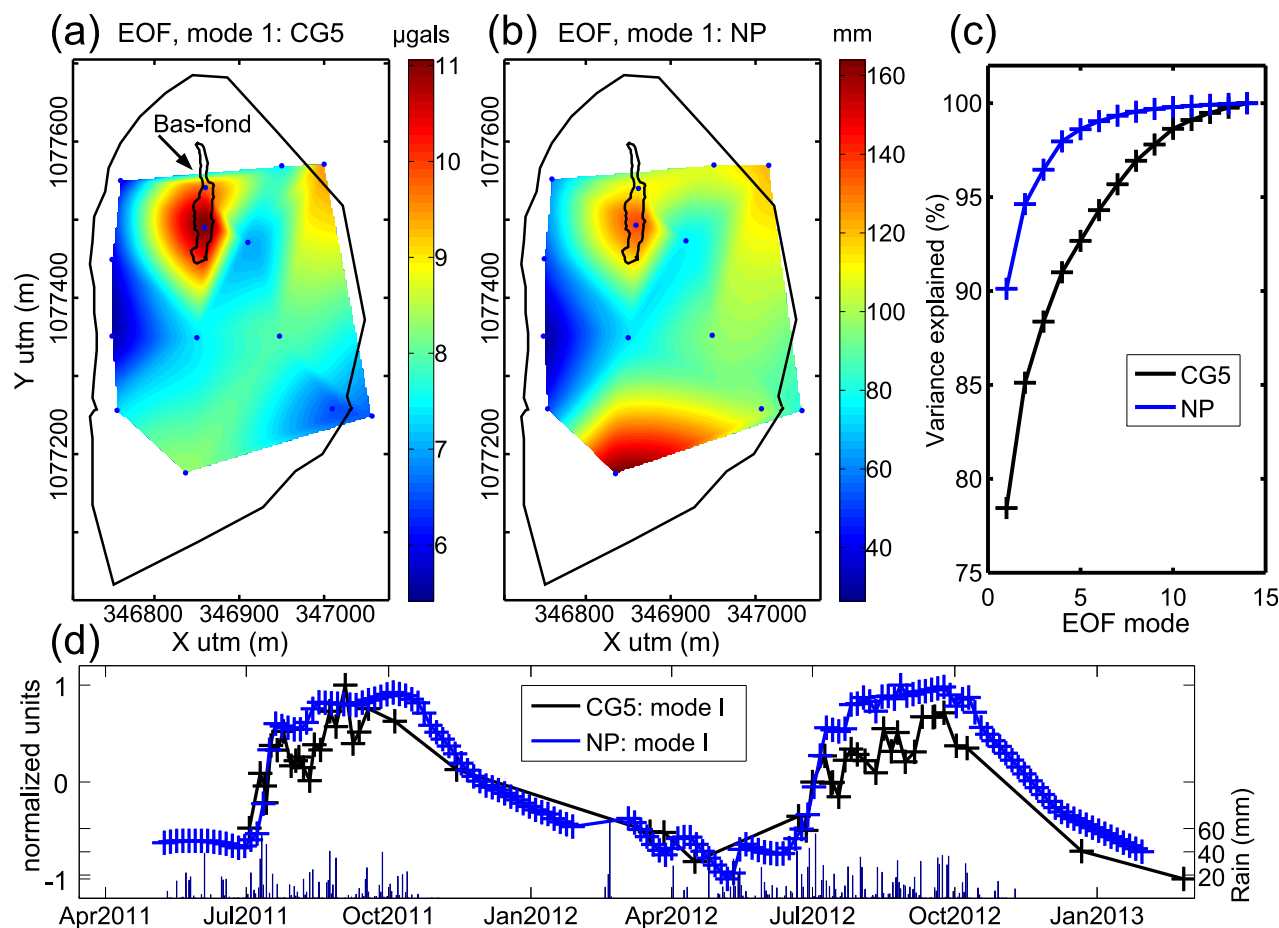 (a) EOF, mode 1: CG5 µgals
(b) EOF, mode 1: NP mm
(c)
Bas-fond
Y utm (m)
1077600
1077400
1077200
346800 346900 347000
X utm (m)
11
10
9
8
7
6
346800 346900 347000
X utm (m)
160
140
120
100
80
60
40
Variance explained (%)
100
95
90
85
80
75
0 5 10 15
EOF mode
CG5
NP
(d)
normalized units
1
0
-1
CG5: mode I
NP: mode I
60
40
20
Rain (mm)
Apr2011 Jul2011 Oct2011 Jan2012 Apr2012 Jul2012 Oct2012 Jan2013